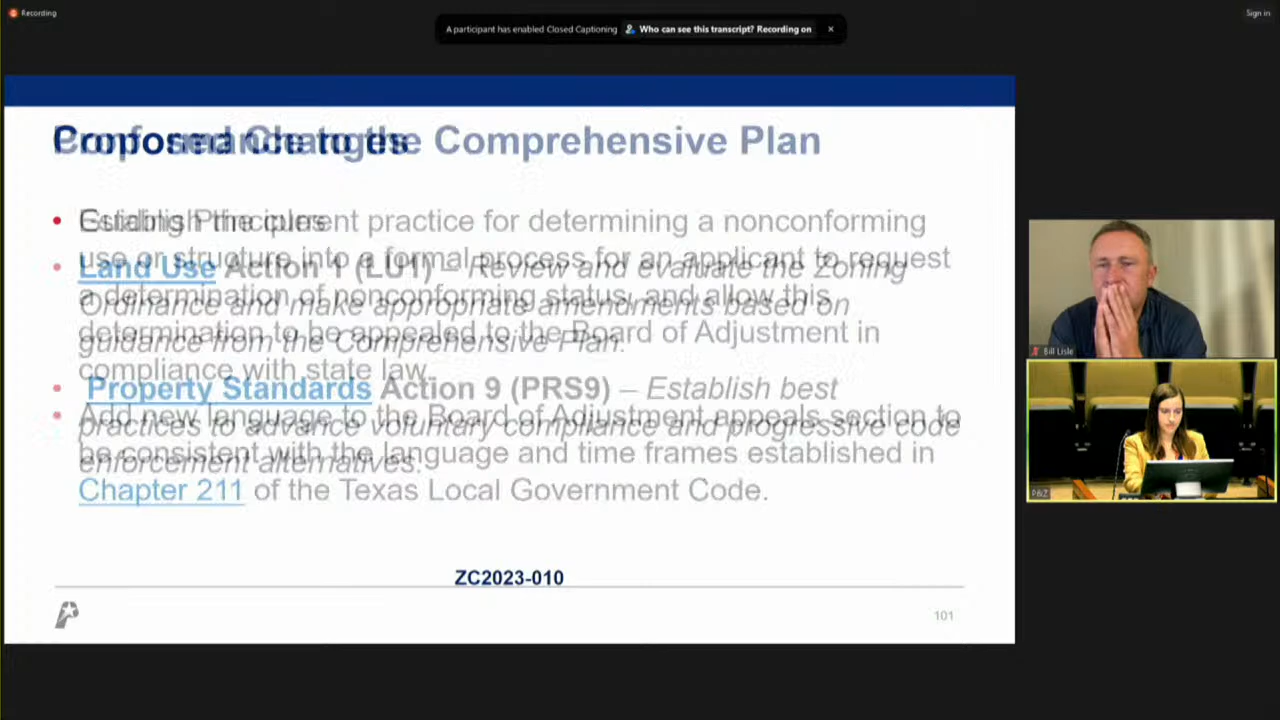 Recording
A participant has enabled Closed Captioning Who can see this transcript? Recording on ×
Sign in
Proposed Changes
Conformance to the Comprehensive Plan
• Establish the current practice for determining a nonconforming
use or structure into a formal process for an applicant to request
a determination of nonconforming status; and allow this
determination to be appealed to the Board of Adjustment in
compliance with state law.
• Add new language to the Board of Adjustment appeals section to
be consistent with the language and time frames established in
Chapter 211 of the Texas Local Government Code.
• Guiding Principles
• Land Use Action 1 (LU1) – Review and evaluate the Zoning
Ordinance and make appropriate amendments based on
guidance from the Comprehensive Plan.
• Property Standards Action 9 (PRS9) – Establish best
practices to advance voluntary compliance and progressive code
enforcement alternatives.
ZC2023-010
101
Bill Lisle
P&Z